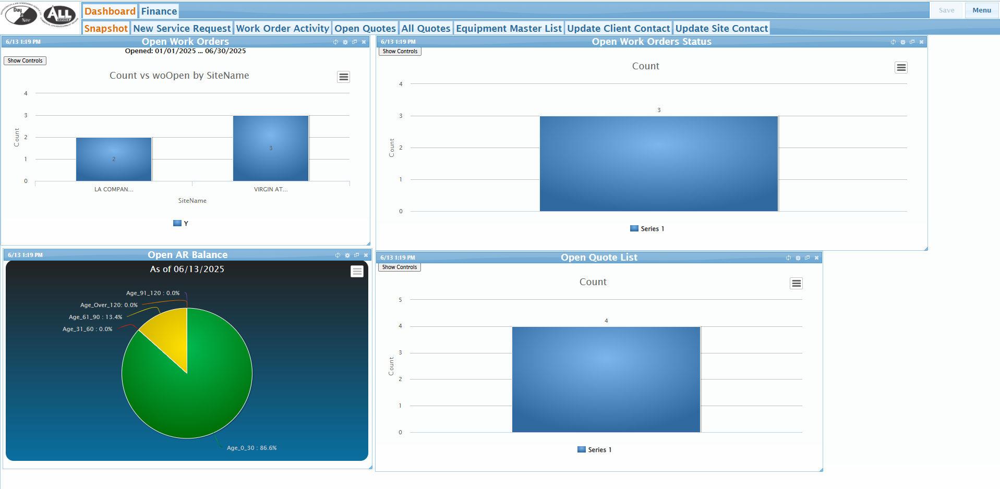 Day & Nite
ALL
SERVICE
Dashboard
Finance
Save
Menu
Snapshot
New Service Request
Work Order Activity
Open Quotes
All Quotes
Equipment Master List
Update Client Contact
Update Site Contact
6/13 1:19 PM
Open Work Orders
Opened: 01/01/2025 ... 06/30/2025
Show Controls
Count vs woOpen by SiteName
4
3
2
1
0
Count
2
3
LA COMPAN...
VIRGIN AT...
SiteName
Y
6/13 1:19 PM
Open Work Orders Status
Show Controls
Count
4
3
2
1
0
Count
3
Series 1
6/13 1:19 PM
Open AR Balance
As of 06/13/2025
Age_91_120 : 0.0%
Age_Over_120: 0.0%
Age_61_90 : 13.4%
Age_31_60 : 0.0%
Age_0_30 : 86.6%
6/13 1:19 PM
Open Quote List
Show Controls
Count
5
4
3
2
1
0
Count
4
Series 1